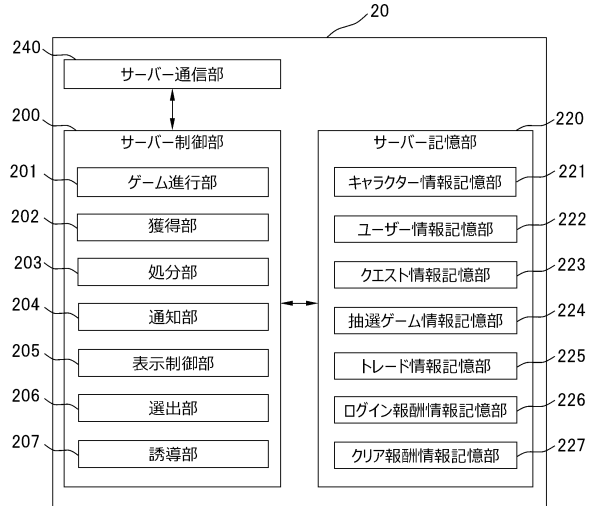 20
240
サーバー通信部
200
サーバー制御部
201
ゲーム進行部
202
獲得部
203
処分部
204
通知部
205
表示制御部
206
選出部
207
誘導部
220
サーバー記憶部
キャラクター情報記憶部
221
ユーザー情報記憶部
222
クエスト情報記憶部
223
抽選ゲーム情報記憶部
224
トレード情報記憶部
225
ログイン報酬情報記憶部
226
クリア報酬情報記憶部
227